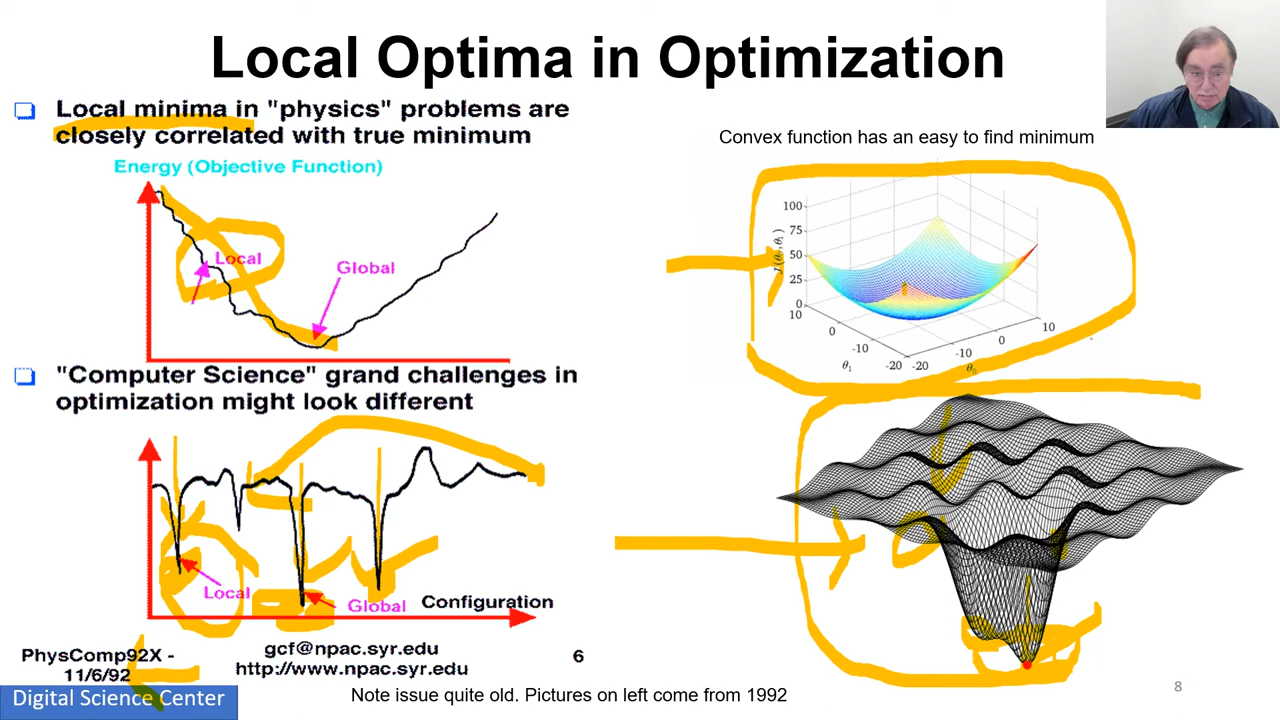 Local Optima in Optimization
Local minima in "physics" problems are
closely correlated with true minimum
Energy (Objective Function)
Local
Global
"Computer Science" grand challenges in
optimization might look different
Local
Global
Configuration
PhysComp92X -
11/6/92
gcf@npac.syr.edu
http://www.npac.syr.edu
6
Digital Science Center
Note issue quite old. Pictures on left come from 1992
Convex function has an easy to find minimum
100
75
50
25
0
10
0
-10
-20
-20
-10
0
10
θ₁
θ₀
8